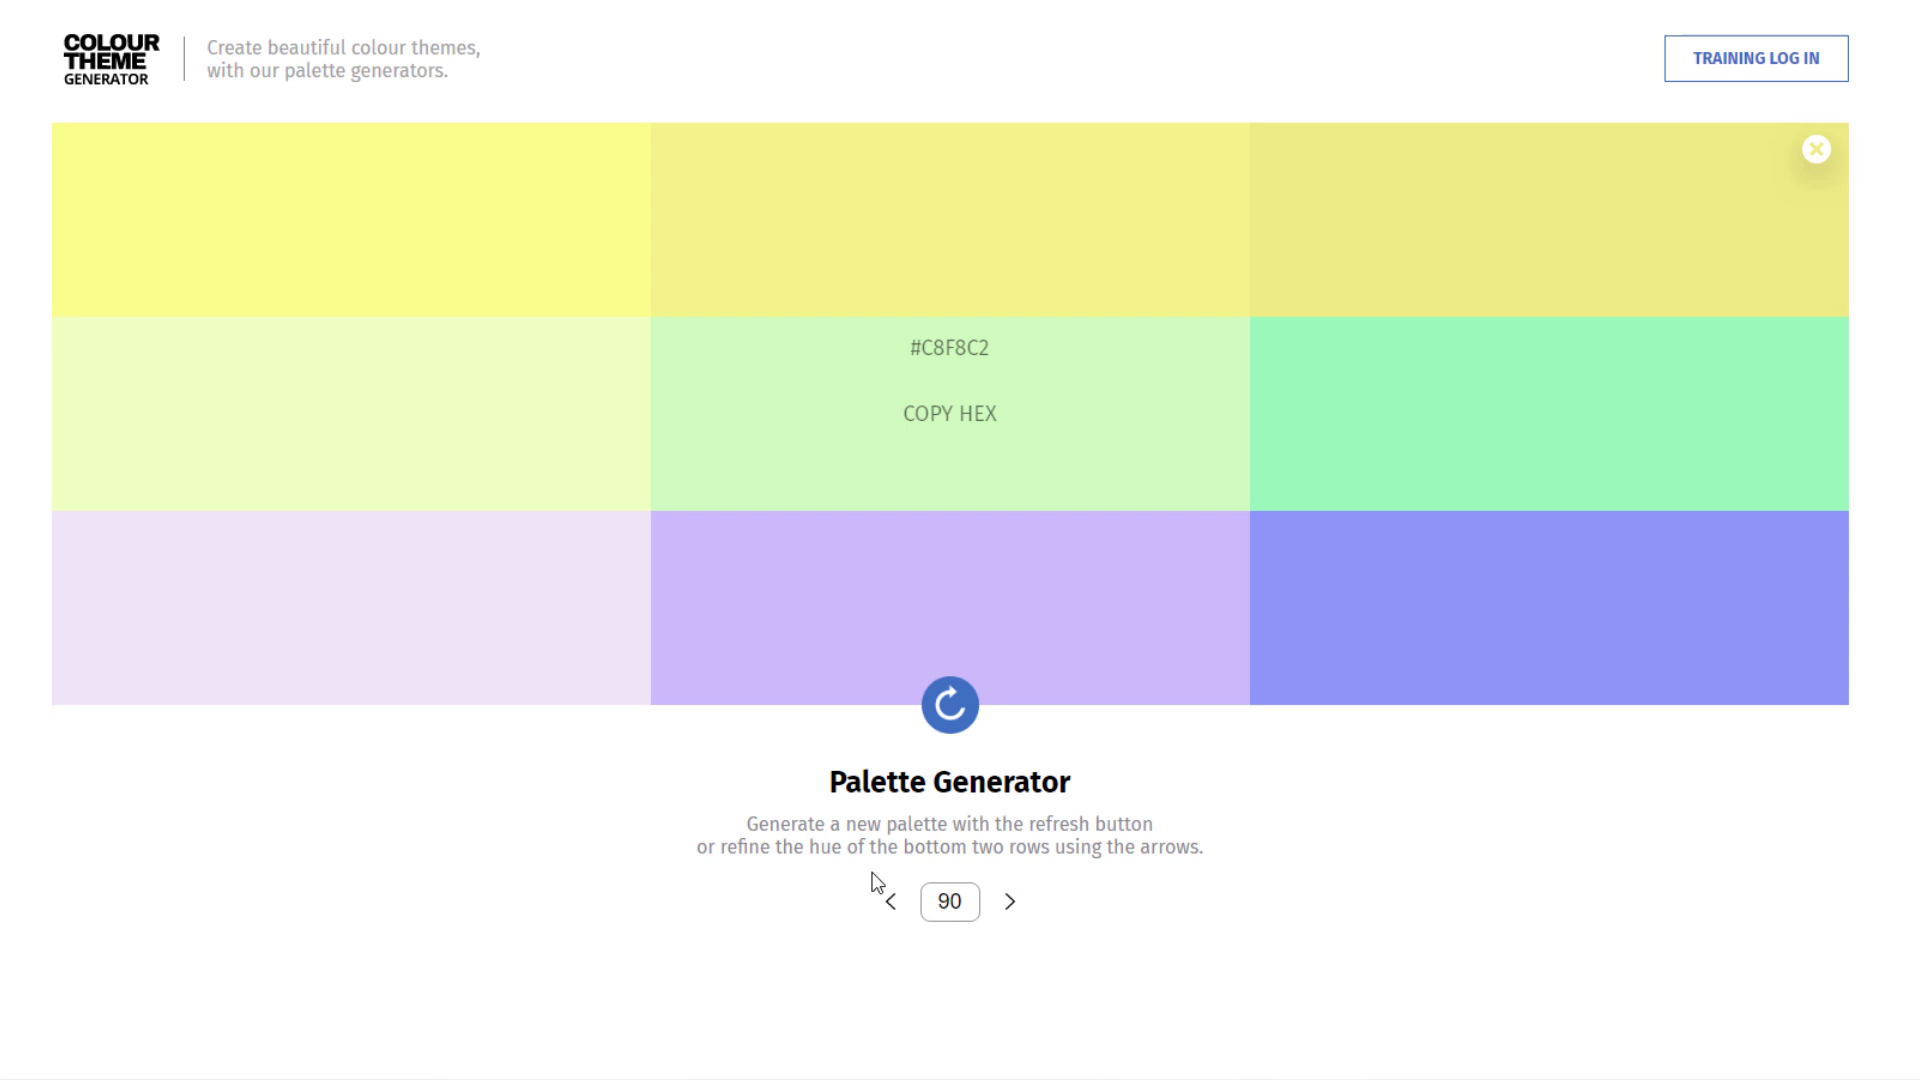 COLOUR
THEME
GENERATOR
Create beautiful colour themes,
with our palette generators.
TRAINING LOG IN
#C8F8C2
COPY HEX
Palette Generator
Generate a new palette with the refresh button
or refine the hue of the bottom two rows using the arrows.
90